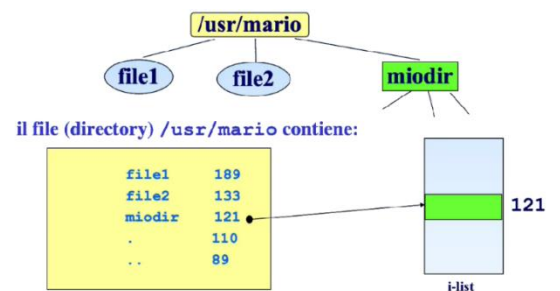 /usr/mario
file1
file2
miodir
il file (directory) /usr/mario contiene:
file1 189
file2 133
miodir 121
. 110
.. 89
121
i-list